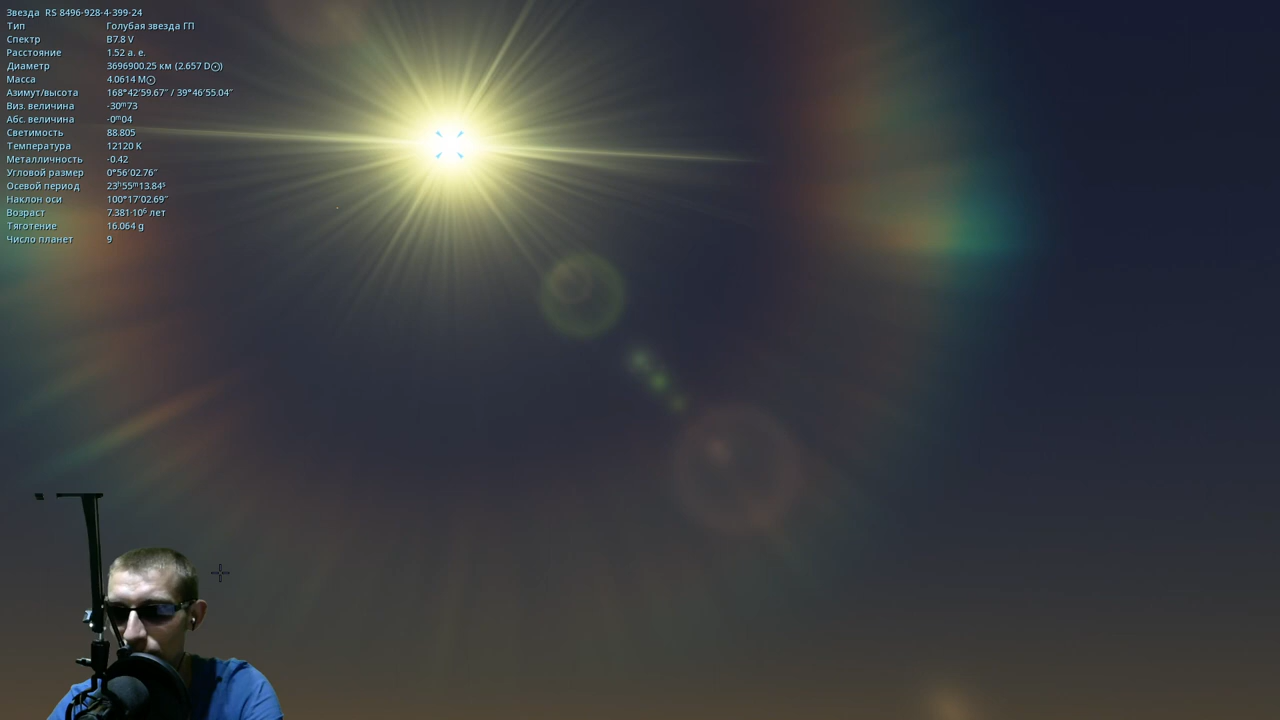 Звезда RS 8496-928-4-399-24
Тип Голубая звезда ГП
Спектр B7.8 V
Расстояние 1.52 а. е.
Диаметр 3696900.25 км (2.657 D☉)
Масса 4.0614 M☉
Азимут/высота 168°42′59.67″ / 39°46′55.04″
Виз. величина -30ᵐ73
Абс. величина -0ᵐ04
Светимость 88.805
Температура 12120 K
Металличность -0.42
Угловой размер 0°56′02.76″
Осевой период 23ʰ55ᵐ13.84ˢ
Наклон оси 100°17′02.69″
Возраст 7.381·10⁶ лет
Тяготение 16.064 g
Число планет 9